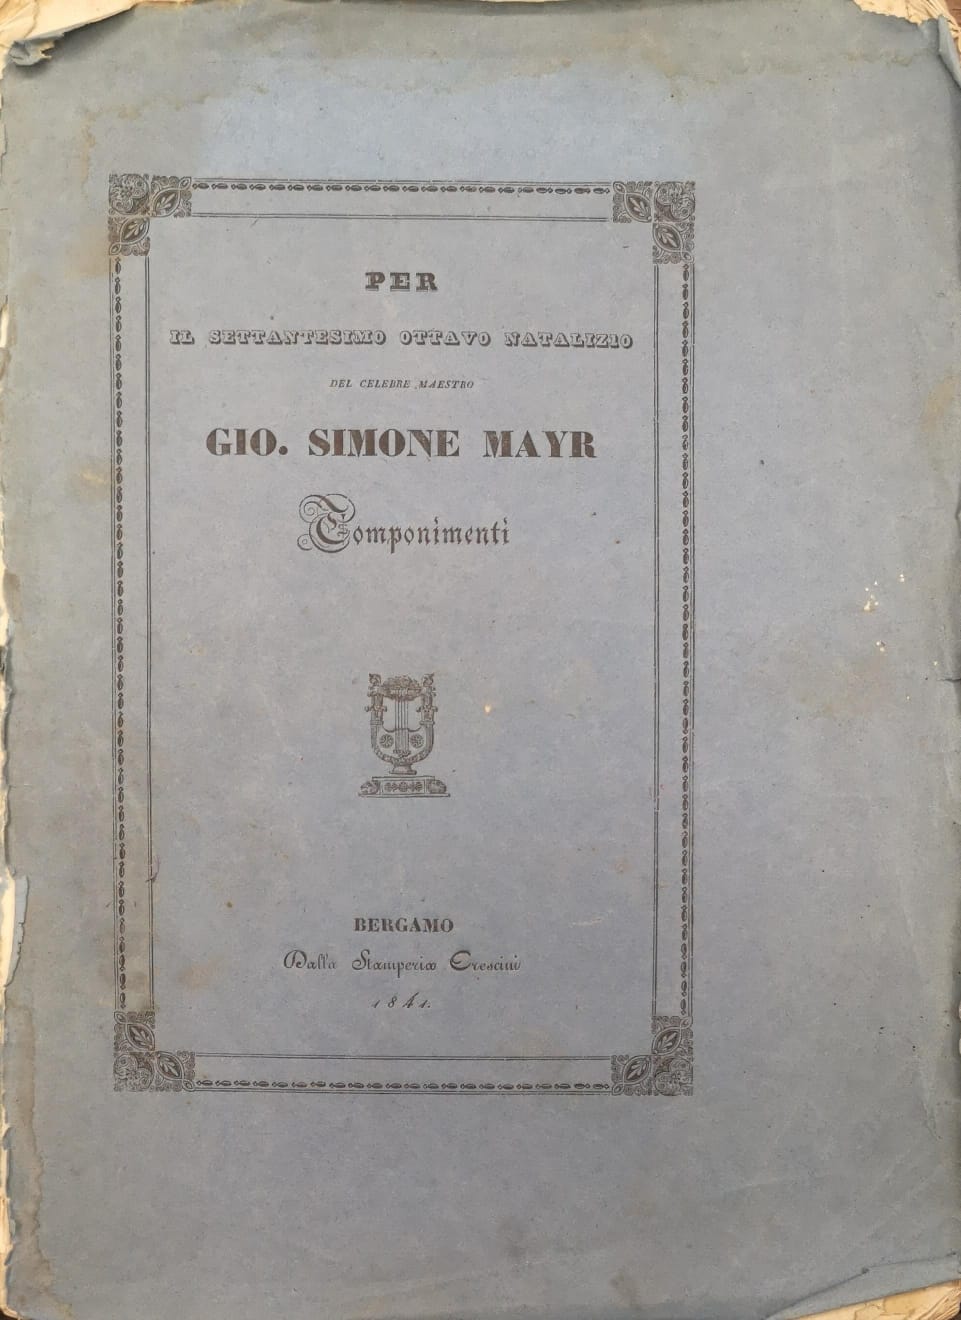 PER
IL SETTANTESIMO OTTAVO NATALIZIO
DEL CELEBRE MAESTRO
GIO. SIMONE MAYR
Componimenti
BERGAMO
Dalla Stamperia Crescini
1841.